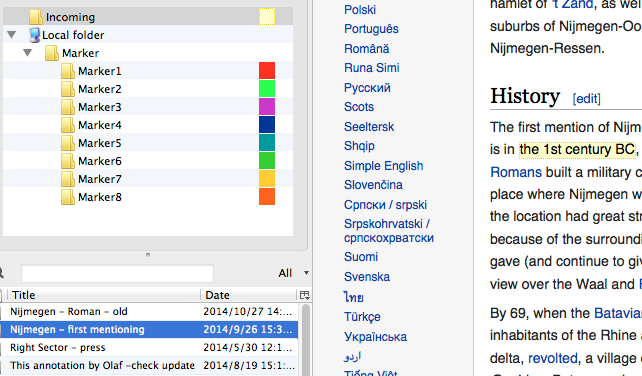 Incoming
Local folder
Marker
Marker1
Marker2
Marker3
Marker4
Marker5
Marker6
Marker7
Marker8
All
Title Date
Nijmegen – Roman – old 2014/10/27 14:...
Nijmegen – first mentioning 2014/9/26 15:3...
Right Sector – press 2014/5/30 12:1...
This annotation by Olaf –check update 2014/8/19 15:1...
Polski
Português
Română
Runa Simi
Русский
Scots
Seeltersk
Shqip
Simple English
Slovenčina
Српски / srpski
Srpskohrvatski /
српскохрватски
Suomi
Svenska
ไทย
Türkçe
Українська
اردو
Tiếng Việt
hamlet of 't Zand, as well
suburbs of Nijmegen-Oo
Nijmegen-Ressen.
History [edit]
The first mention of Nijm
is in the 1st century BC,
Romans built a military c
place where Nijmegen w
the location had great str
because of the surroundi
gave (and continue to giv
view over the Waal and
By 69, when the Batavia
inhabitants of the Rhine a
delta, revolted, a village